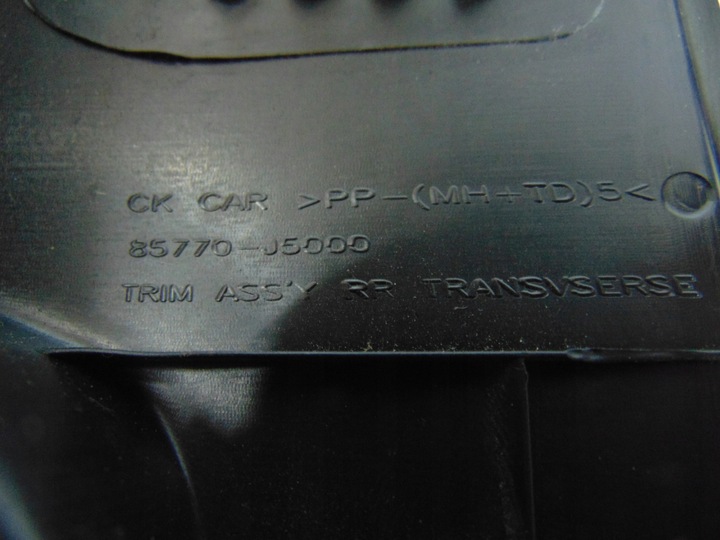 CK CAR >PP-(MH+TD)5<
85770-J5000
TRIM ASS'Y RR TRANSVSERSE